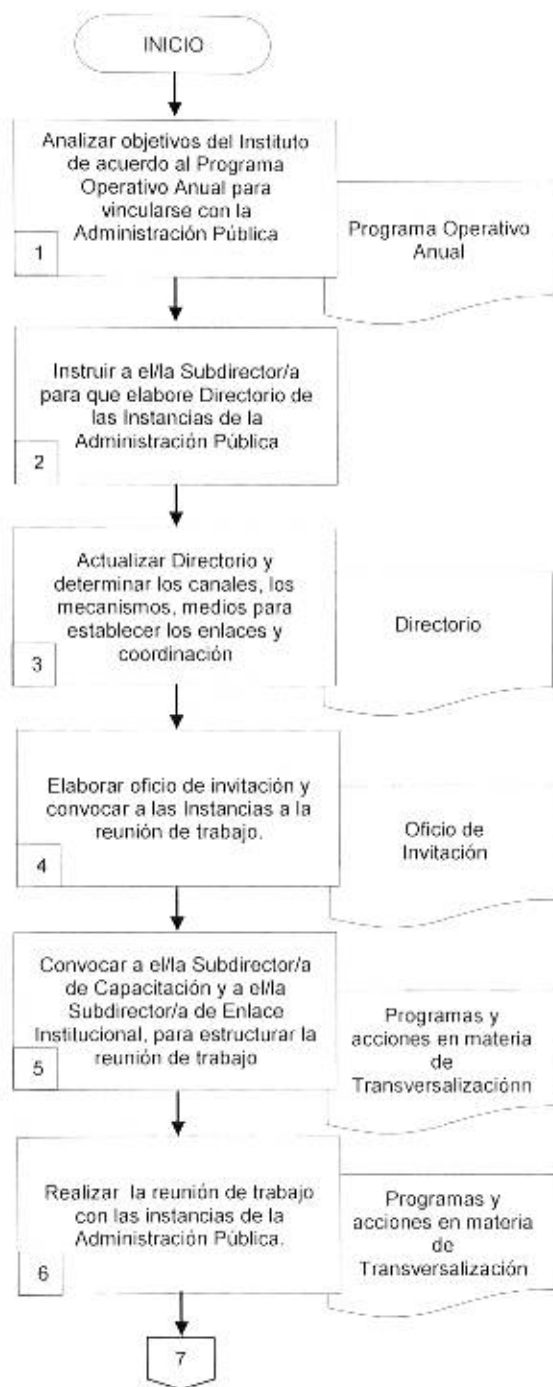 INICIO
Analizar objetivos del Instituto
de acuerdo al Programa
Operativo Anual para
vincularse con la
Administración Pública
1
Programa Operativo
Anual
Instruir a el/la Subdirector/a
para que elabore Directorio de
las Instancias de la
Administración Pública
2
Actualizar Directorio y
determinar los canales, los
mecanismos, medios para
establecer los enlaces y
coordinación
3
Directorio
Elaborar oficio de invitación y
convocar a las Instancias a la
reunión de trabajo.
4
Oficio de
Invitación
Convocar a el/la Subdirector/a
de Capacitación y a el/la
Subdirector/a de Enlace
Institucional, para estructurar la
reunión de trabajo
5
Programas y
acciones en materia
de
Transversalizaciónn
Realizar la reunión de trabajo
con las instancias de la
Administración Pública.
6
Programas y
acciones en materia
de
Transversalización
7